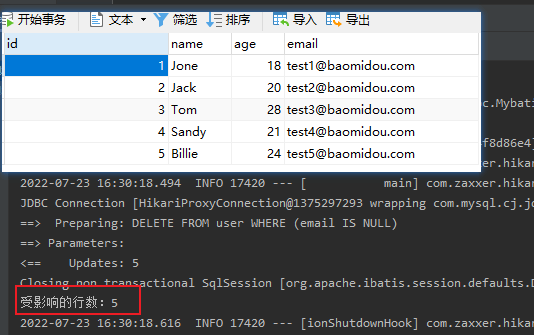 开始事务 文本 筛选 排序 导入 导出
id name age email
1 Jone 18 test1@baomidou.com
2 Jack 20 test2@baomidou.com
3 Tom 28 test3@baomidou.com
4 Sandy 21 test4@baomidou.com
5 Billie 24 test5@baomidou.com
c.Mybati
f8d86e4]
com.zaxxer.hikar
2022-07-23 16:30:18.494 INFO 17420 --- [ main] com.zaxxer.hikar
JDBC Connection [HikariProxyConnection@1375297293 wrapping com.mysql.cj.jd
==> Preparing: DELETE FROM user WHERE (email IS NULL)
==> Parameters:
<== Updates: 5
Closing non transactional SqlSession [org.apache.ibatis.session.defaults.D
受影响的行数：5
2022-07-23 16:30:18.616 INFO 17420 --- [ionShutdownHook] com.zaxxer.hikar